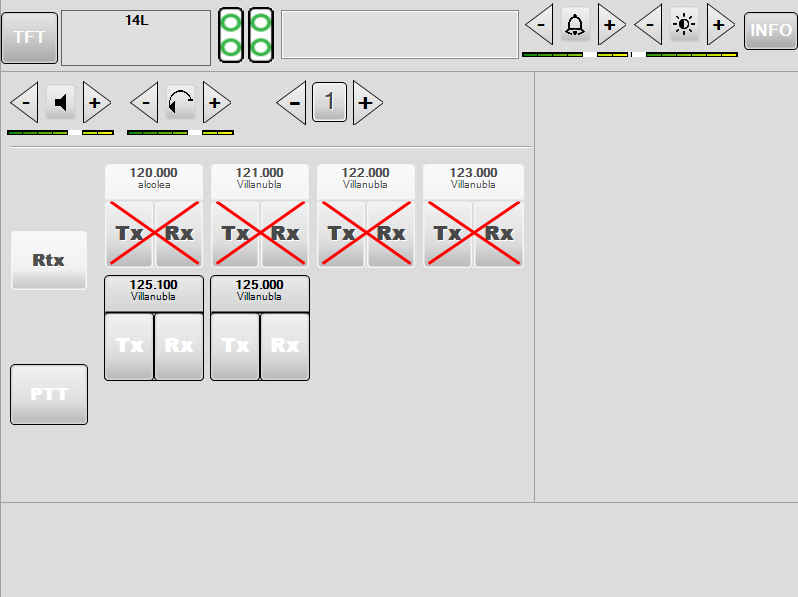 TFT
14L
- + - +
INFO
- + - + - 1 +
120.000 121.000 122.000 123.000
alcolea Villanubla Villanubla Villanubla
Tx Rx Tx Rx Tx Rx Tx Rx
Rtx
125.100 125.000
Villanubla Villanubla
Tx Rx Tx Rx
PTT